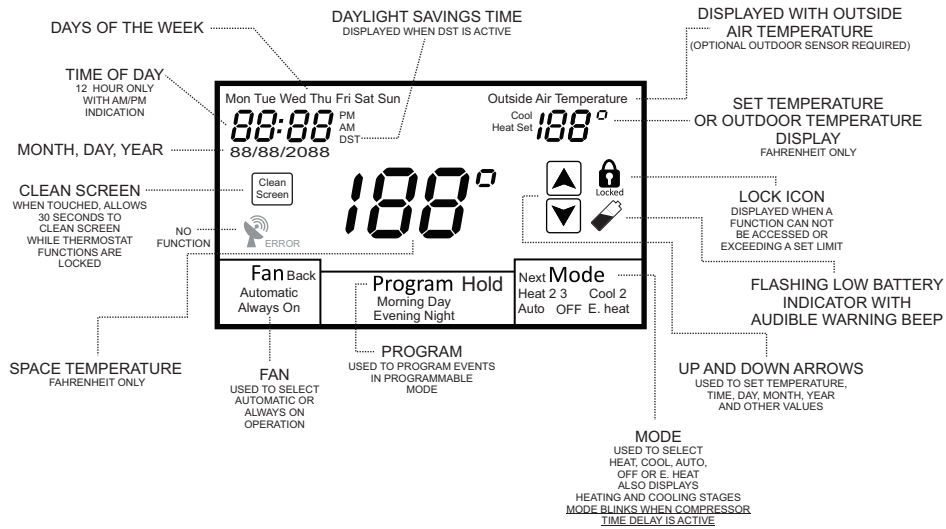 DAYS OF THE WEEK
DAYLIGHT SAVINGS TIME
DISPLAYED WHEN DST IS ACTIVE
DISPLAYED WITH OUTSIDE
AIR TEMPERATURE
(OPTIONAL OUTDOOR SENSOR REQUIRED)
TIME OF DAY
12 HOUR ONLY
WITH AM/PM
INDICATION
MONTH, DAY, YEAR
CLEAN SCREEN
WHEN TOUCHED, ALLOWS
30 SECONDS TO
CLEAN SCREEN
WHILE THERMOSTAT
FUNCTIONS ARE
LOCKED
NO
FUNCTION
Mon Tue Wed Thu Fri Sat Sun
88:88
PM
AM
DST
88/88/2088
Outside Air Temperature
Cool
Heat Set
188°
Clean
Screen
ERROR
188°
Locked
Fan Back
Automatic
Always On
Program Hold
Morning Day
Evening Night
Next Mode
Heat 2 3 Cool 2
Auto OFF E. heat
SET TEMPERATURE
OR OUTDOOR TEMPERATURE
DISPLAY
FAHRENHEIT ONLY
LOCK ICON
DISPLAYED WHEN A
FUNCTION CAN NOT
BE ACCESSED OR
EXCEEDING A SET LIMIT
FLASHING LOW BATTERY
INDICATOR WITH
AUDIBLE WARNING BEEP
SPACE TEMPERATURE
FAHRENHEIT ONLY
FAN
USED TO SELECT
AUTOMATIC OR
ALWAYS ON
OPERATION
PROGRAM
USED TO PROGRAM EVENTS
IN PROGRAMMABLE
MODE
UP AND DOWN ARROWS
USED TO SET TEMPERATURE,
TIME, DAY, MONTH, YEAR
AND OTHER VALUES
MODE
USED TO SELECT
HEAT, COOL, AUTO,
OFF OR E. HEAT
ALSO DISPLAYS
HEATING AND COOLING STAGES
MODE BLINKS WHEN COMPRESSOR
TIME DELAY IS ACTIVE